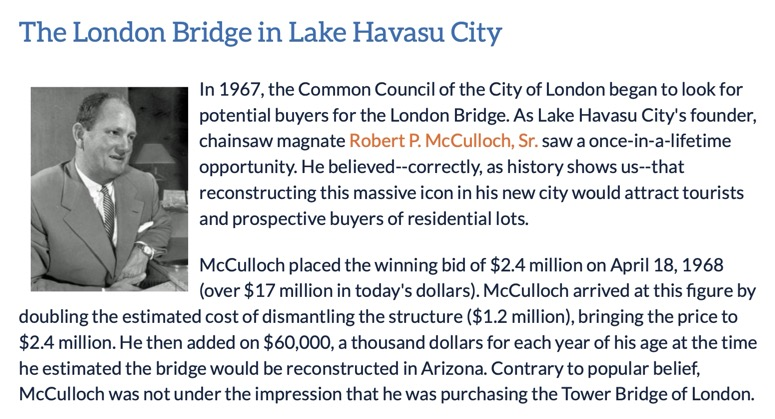 The London Bridge in Lake Havasu City
In 1967, the Common Council of the City of London began to look for
potential buyers for the London Bridge. As Lake Havasu City's founder,
chainsaw magnate Robert P. McCulloch, Sr. saw a once-in-a-lifetime
opportunity. He believed--correctly, as history shows us--that
reconstructing this massive icon in his new city would attract tourists
and prospective buyers of residential lots.
McCulloch placed the winning bid of $2.4 million on April 18, 1968
(over $17 million in today's dollars). McCulloch arrived at this figure by
doubling the estimated cost of dismantling the structure ($1.2 million), bringing the price to
$2.4 million. He then added on $60,000, a thousand dollars for each year of his age at the time
he estimated the bridge would be reconstructed in Arizona. Contrary to popular belief,
McCulloch was not under the impression that he was purchasing the Tower Bridge of London.